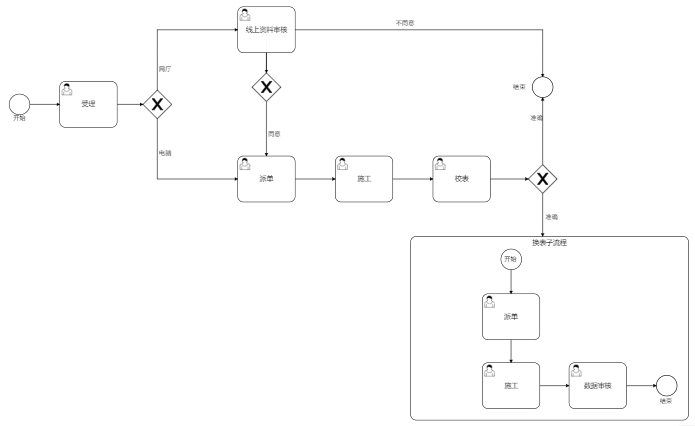 线上资料审核
不同意
网厅
受理
结束
开始
准确
同意
电销
派单
施工
校表
准确
换表子流程
开始
派单
施工
数据审核
结束